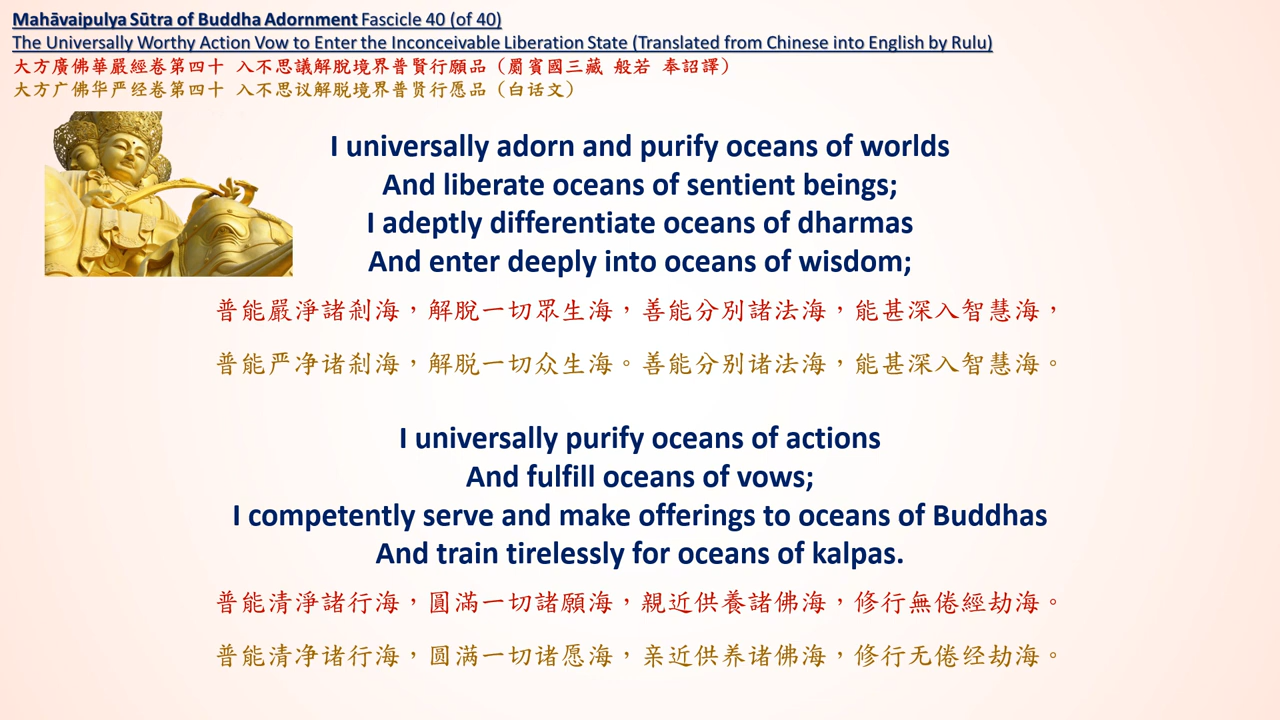 Mahāvaipulya Sūtra of Buddha Adornment Fascicle 40 (of 40)
The Universally Worthy Action Vow to Enter the Inconceivable Liberation State (Translated from Chinese into English by Rulu)
大方廣佛華嚴經卷第四十 入不思議解脫境界普賢行願品（罽賓國三藏 般若 奉詔譯）
大方广佛华严经卷第四十 入不思议解脱境界普贤行愿品（白话文）
I universally adorn and purify oceans of worlds
And liberate oceans of sentient beings;
I adeptly differentiate oceans of dharmas
And enter deeply into oceans of wisdom;
普能嚴淨諸剎海，解脫一切眾生海，善能分別諸法海，能甚深入智慧海，
普能严净诸刹海，解脱一切众生海。善能分别诸法海，能甚深入智慧海。
I universally purify oceans of actions
And fulfill oceans of vows;
I competently serve and make offerings to oceans of Buddhas
And train tirelessly for oceans of kalpas.
普能清淨諸行海，圓滿一切諸願海，親近供養諸佛海，修行無倦經劫海。
普能清净诸行海，圆满一切诸愿海，亲近供养诸佛海，修行无倦经劫海。